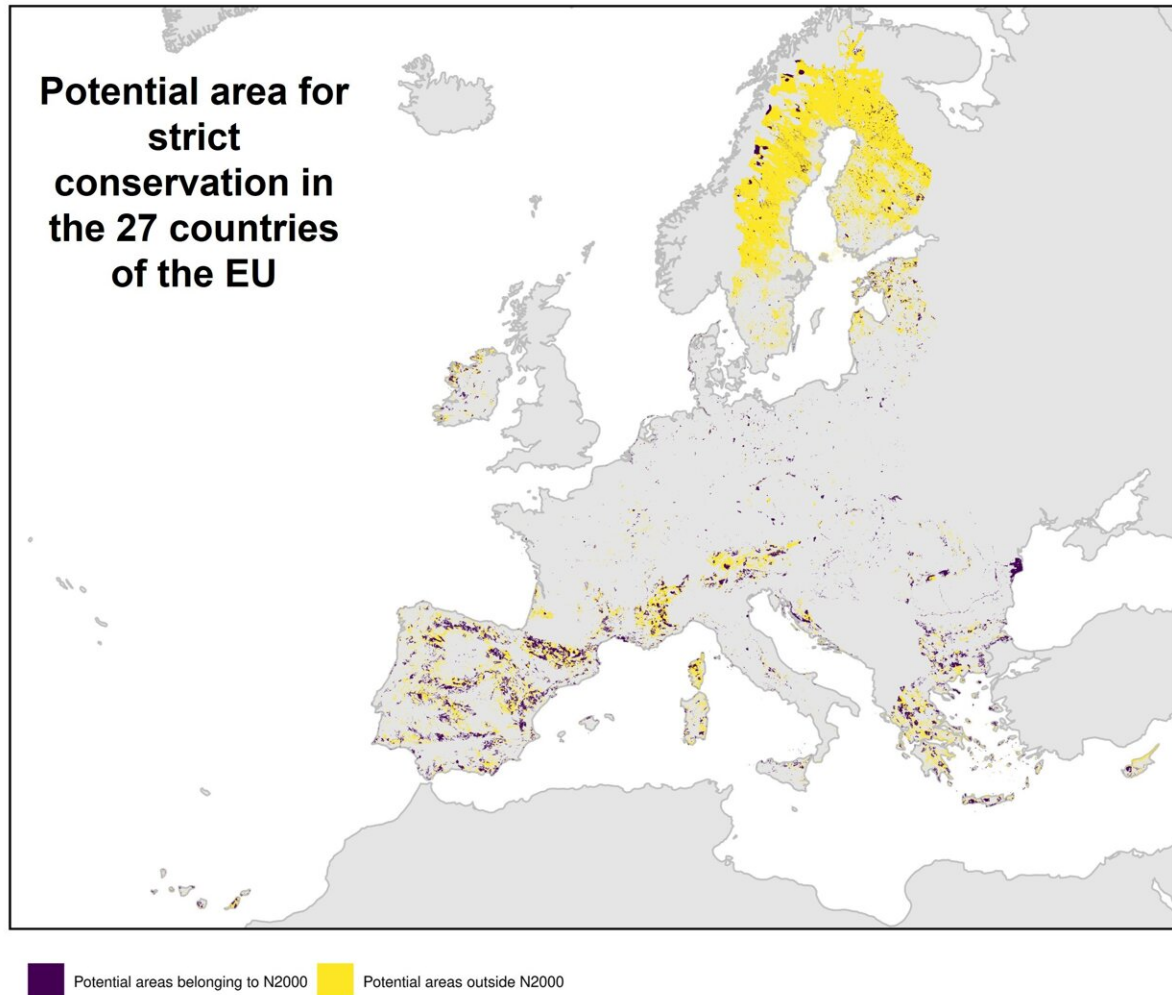 Potential area for
strict
conservation in
the 27 countries
of the EU
Potential areas belonging to N2000
Potential areas outside N2000